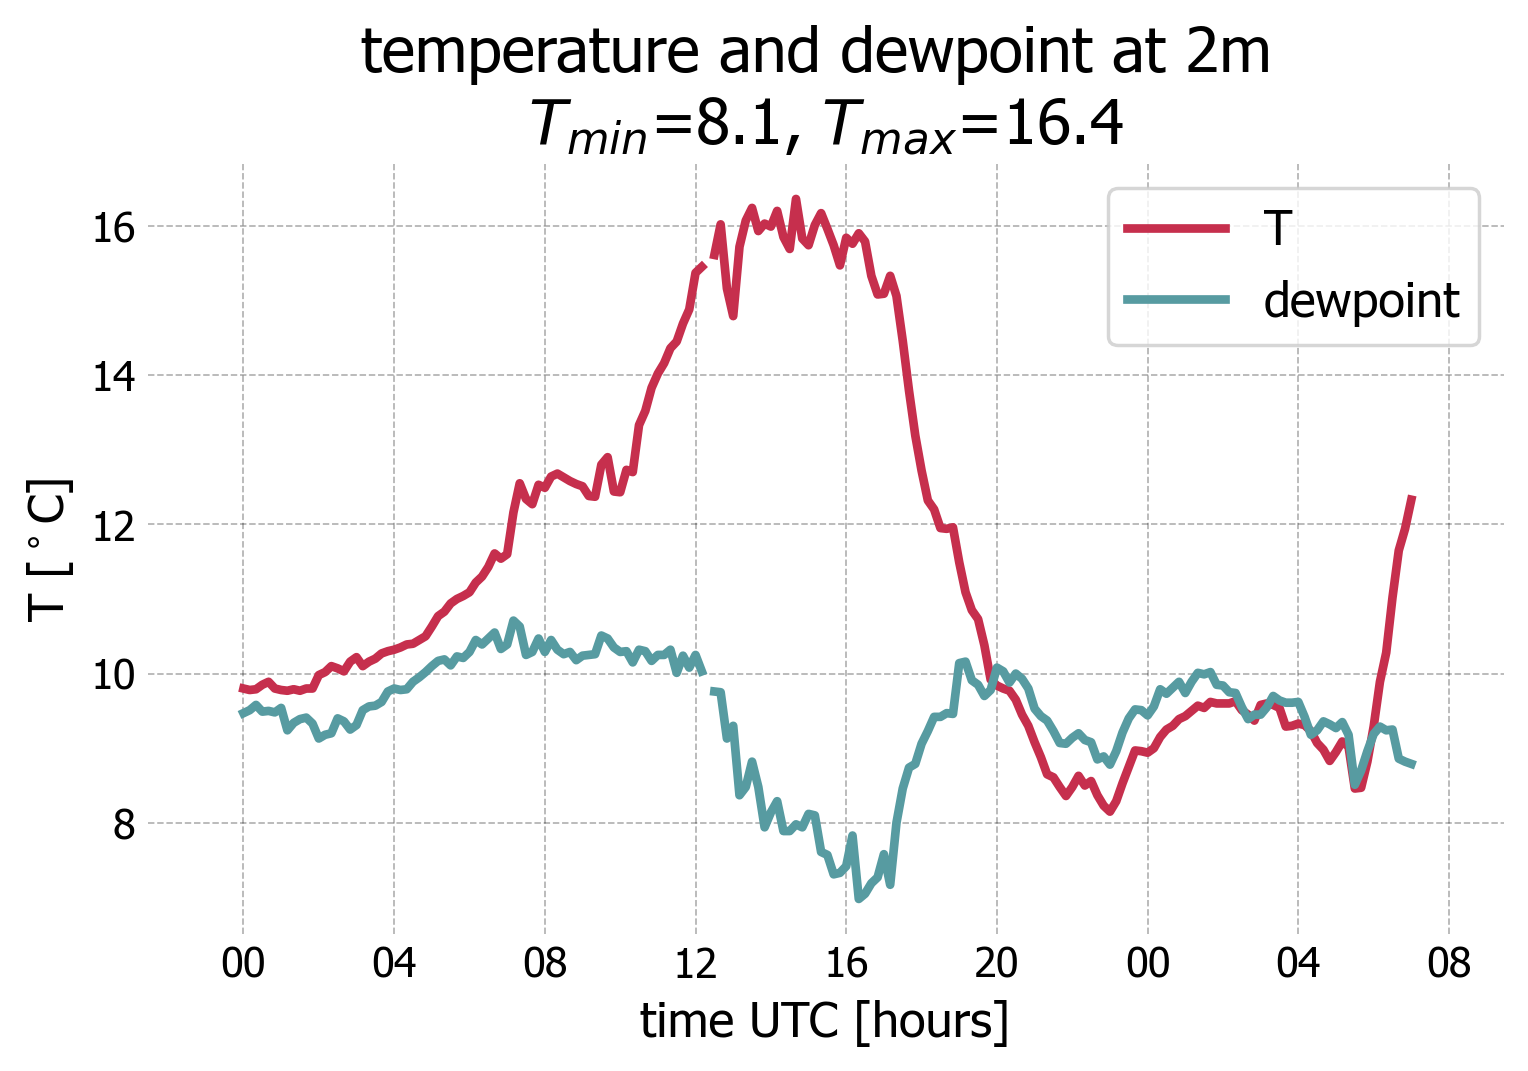 temperature and dewpoint at 2m
T_min=8.1, T_max=16.4
T
dewpoint
T [°C]
16
14
12
10
8
00 04 08 12 16 20 00 04 08
time UTC [hours]